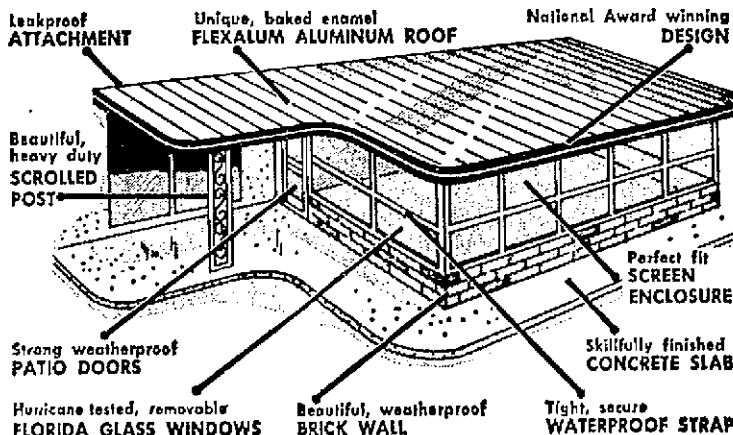 Leakproof
ATTACHMENT
Unique, baked enamel
FLEXALUM ALUMINUM ROOF
National Award winning
DESIGN
Beautiful,
heavy duty
SCROLLED
POST
Perfect fit
SCREEN
ENCLOSURE
Strong weatherproof
PATIO DOORS
Skillfully finished
CONCRETE SLAB
Hurricane tested, removable
FLORIDA GLASS WINDOWS
Beautiful, weatherproof
BRICK WALL
Tight, secure
WATERPROOF STRAP